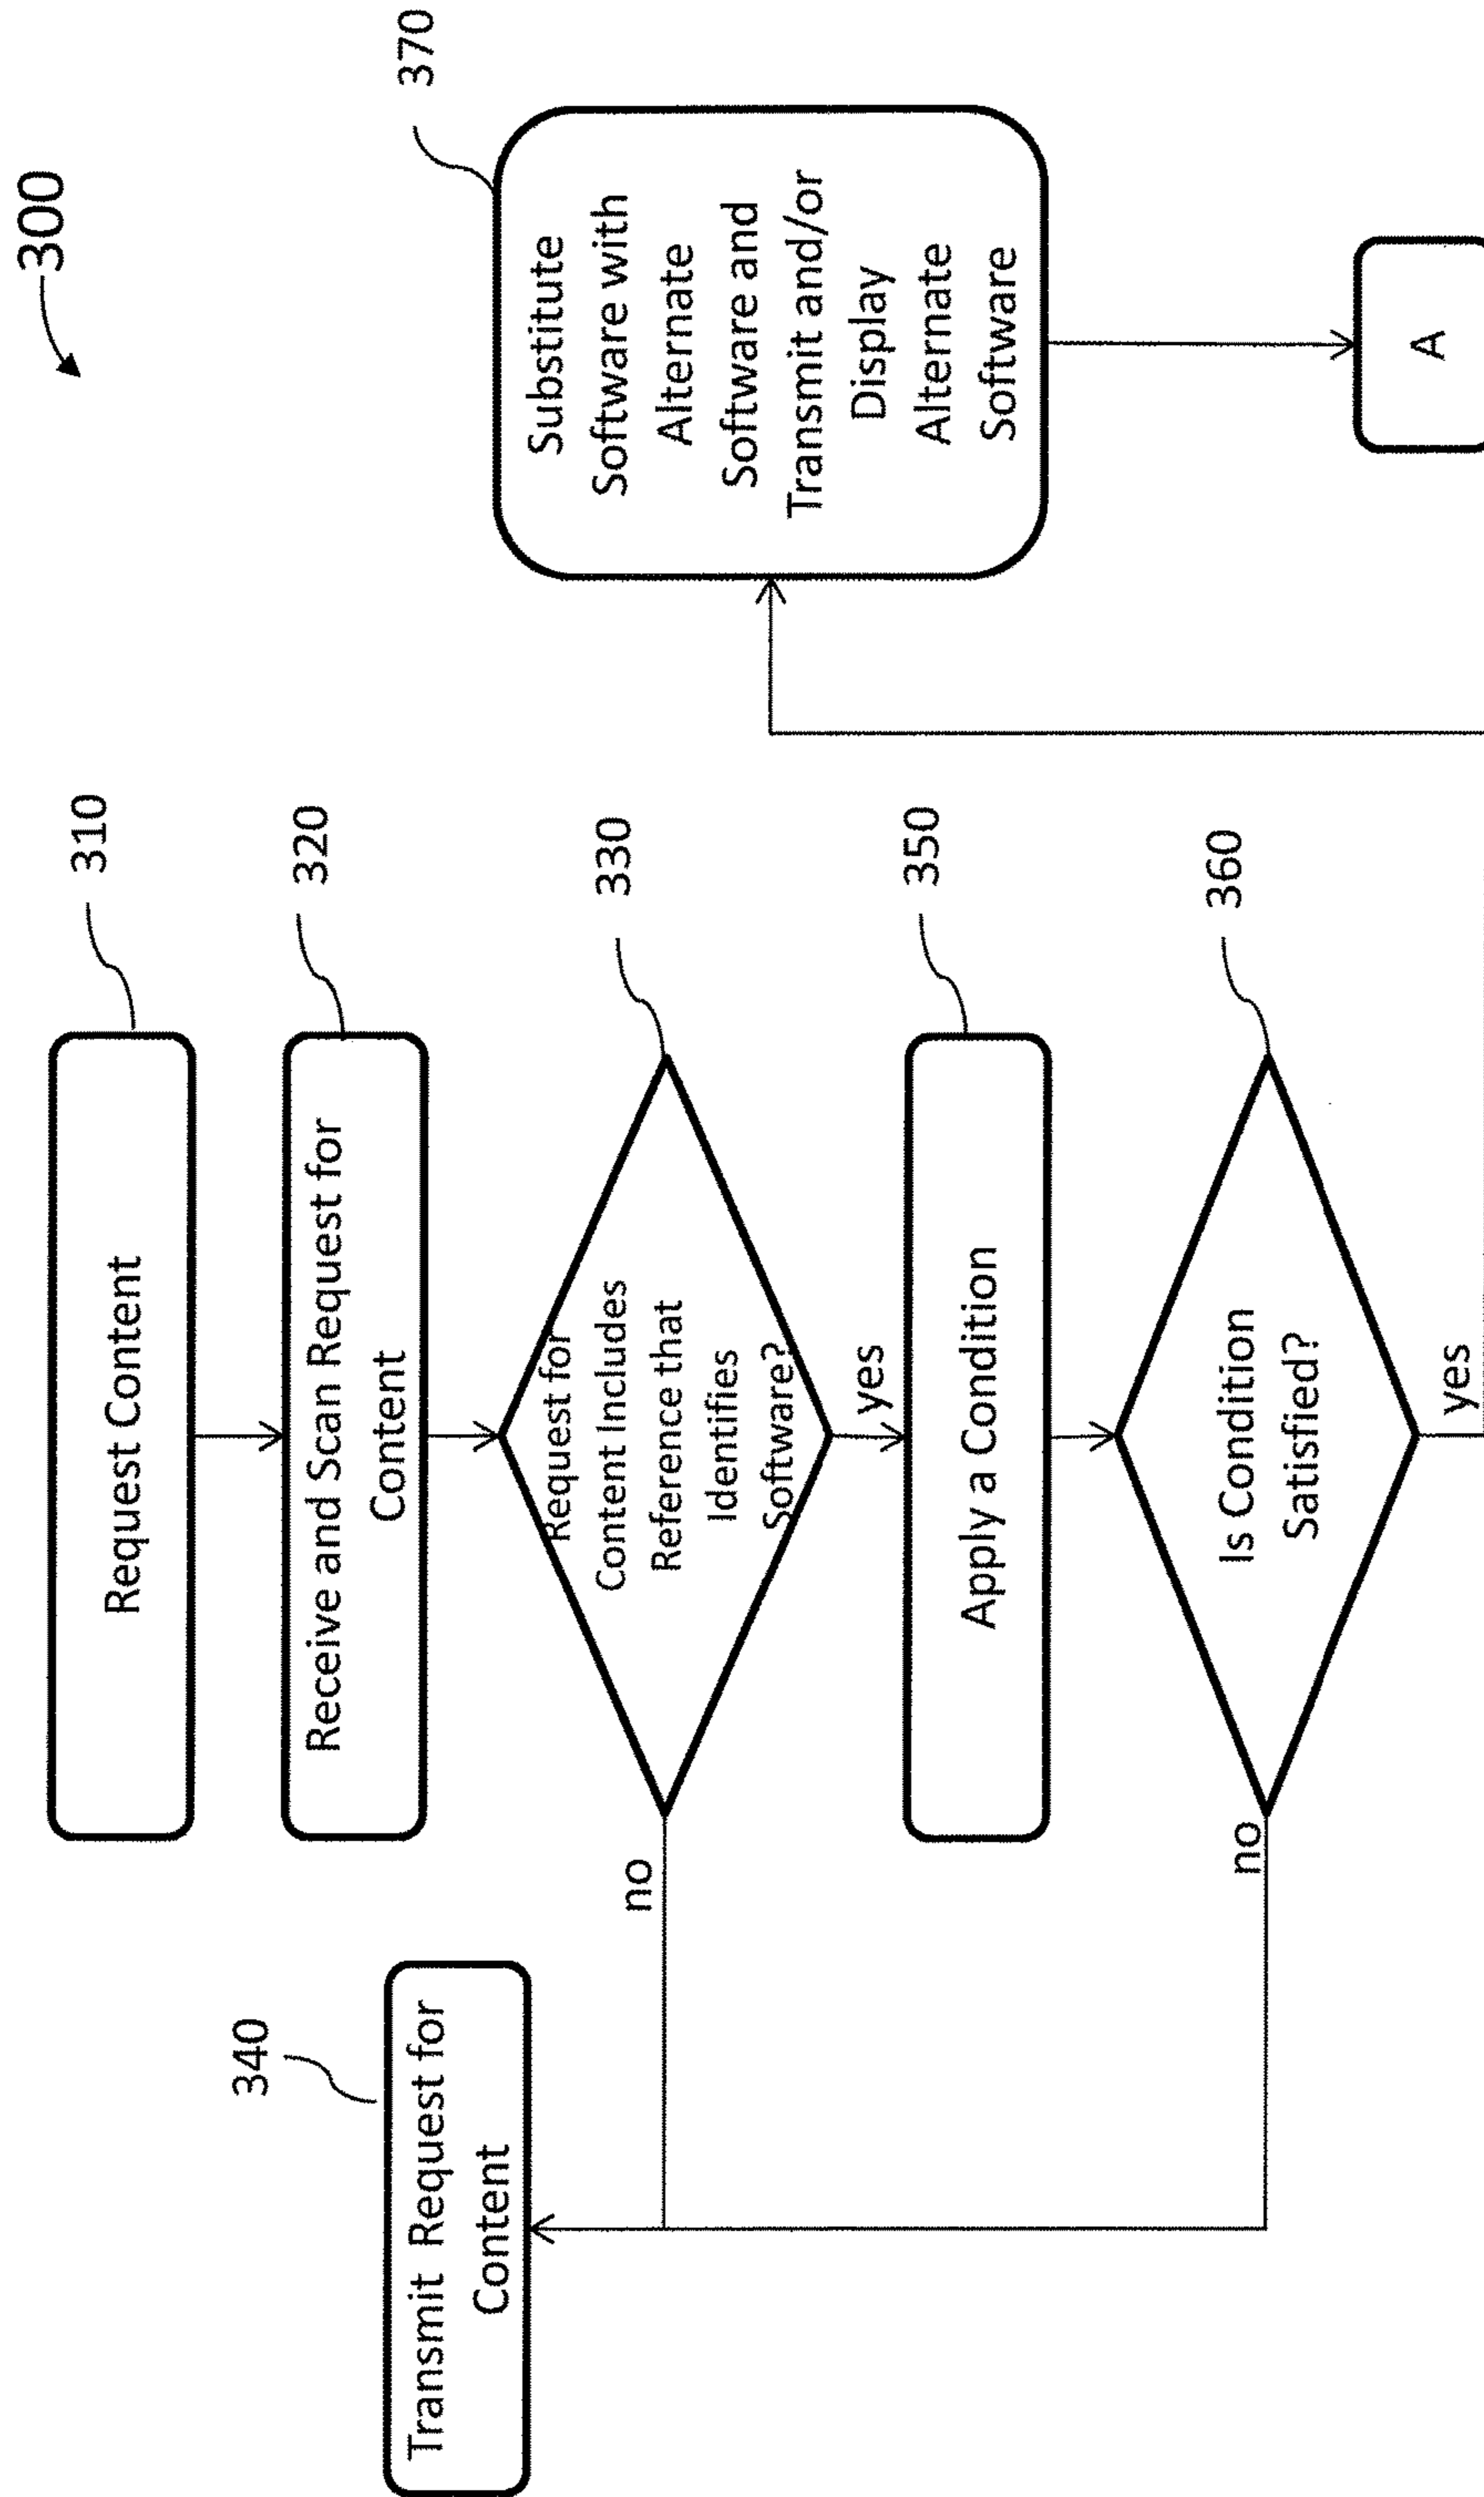 300
310
Request Content
320
Receive and Scan Request for
Content
330
Request for
Content Includes
Reference that
Identifies
Software?
no
yes
340
Transmit Request for
Content
350
Apply a Condition
360
Is Condition
Satisfied?
no
yes
370
Substitute
Software with
Alternate
Software and
Transmit and/or
Display
Alternate
Software
A